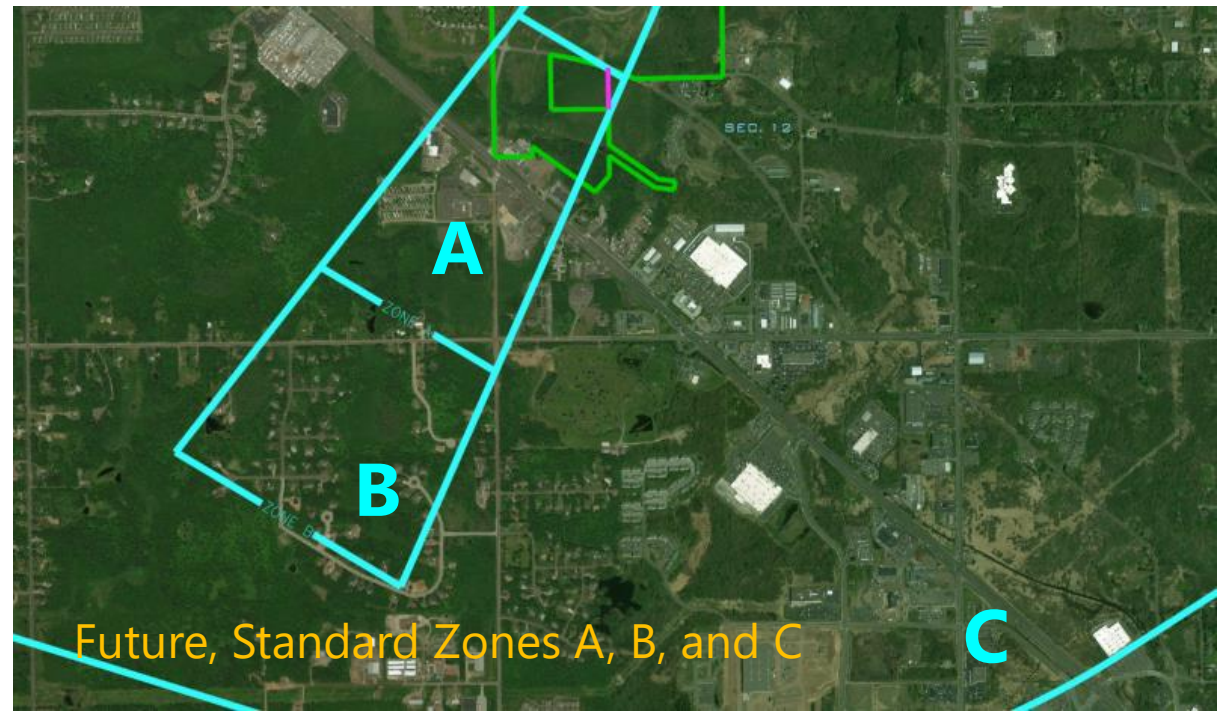 SEC. 12
A
ZONE A
B
ZONE B
Future, Standard Zones A, B, and C
C